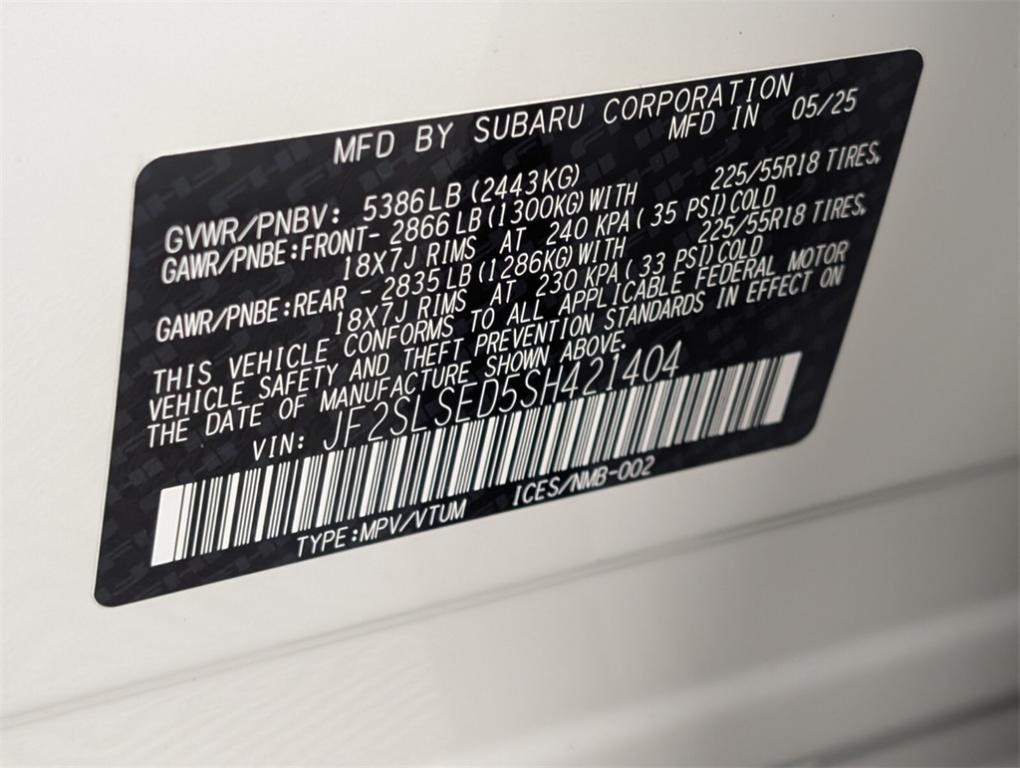 MFD BY SUBARU CORPORATION
MFD IN 05/25
GVWR/PNBV: 5386LB(2443KG)
GAWR/PNBE:FRONT- 2866LB(1300KG)WITH 225/55R18 TIRES,
18X7J RIMS AT 240 KPA(35 PSI)COLD
GAWR/PNBE:REAR - 2835LB(1286KG)WITH 225/55R18 TIRES,
18X7J RIMS AT 230 KPA(33 PSI)COLD
THIS VEHICLE CONFORMS TO ALL APPLICABLE FEDERAL MOTOR
VEHICLE SAFETY AND THEFT PREVENTION STANDARDS IN EFFECT ON
THE DATE OF MANUFACTURE SHOWN ABOVE.
VIN: JF2SLSED5SH421404
TYPE:MPV/VTUM ICES/NMB-002